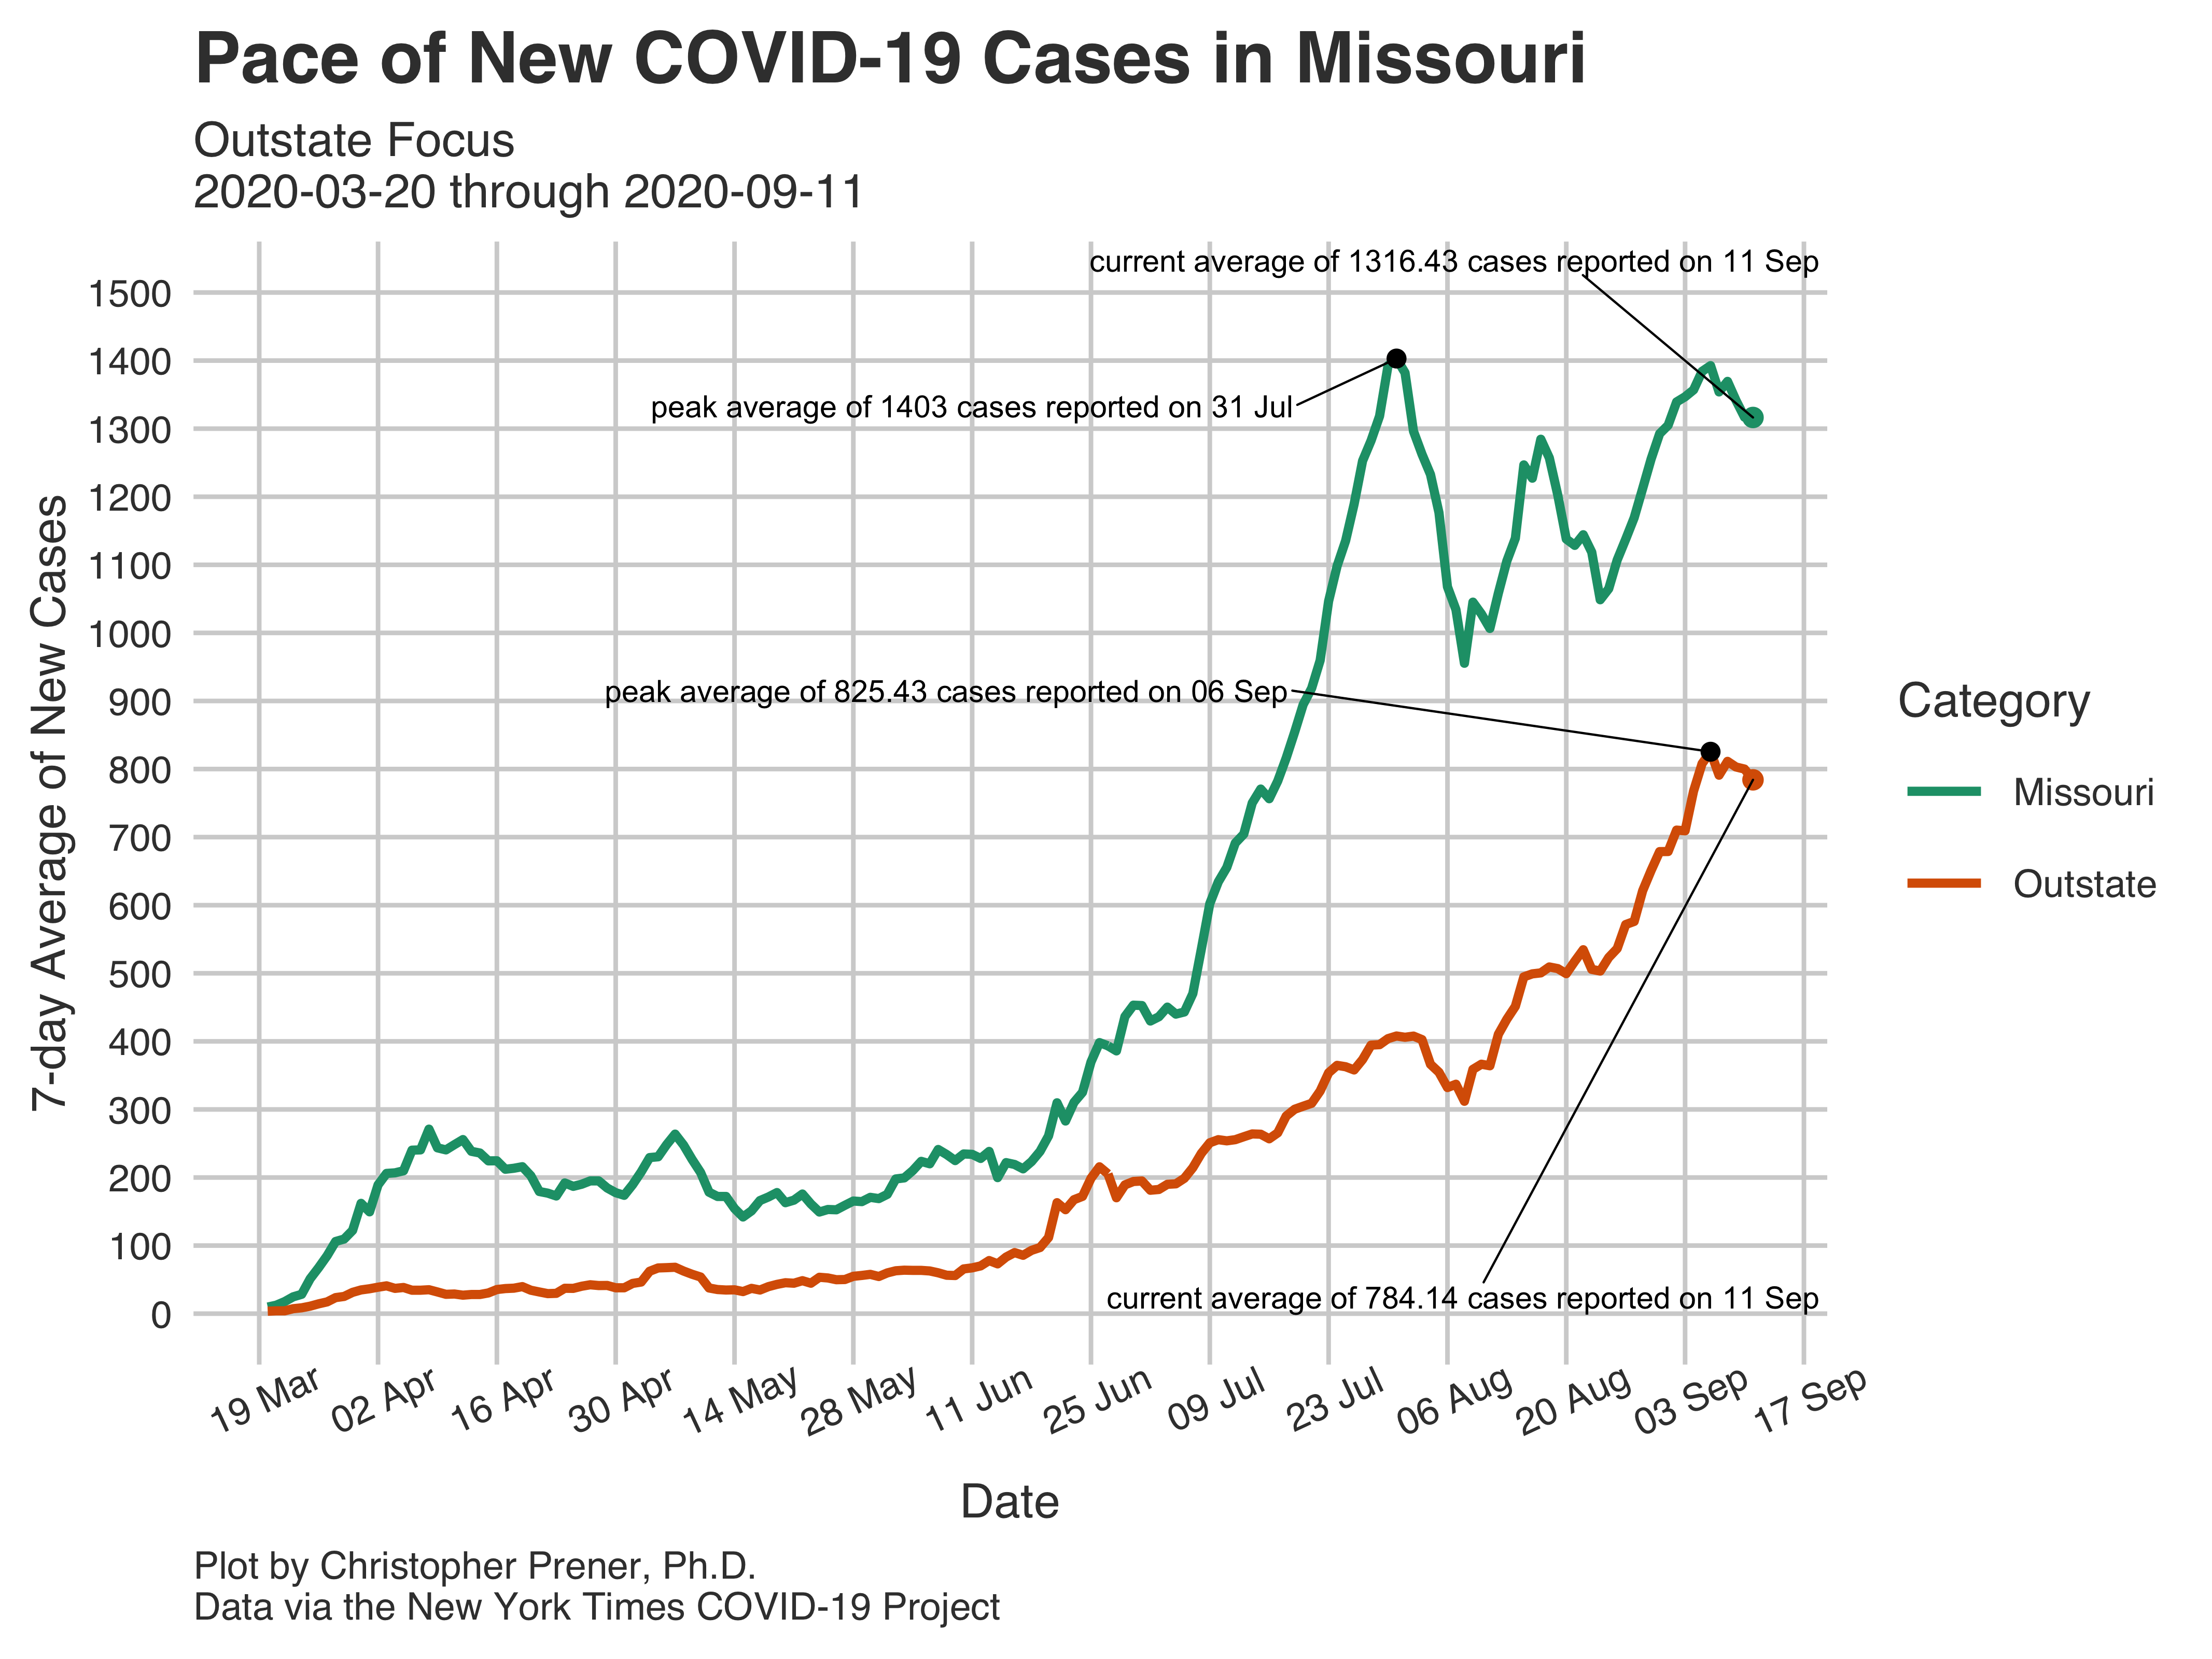 Pace of New COVID-19 Cases in Missouri
Outstate Focus
2020-03-20 through 2020-09-11
current average of 1316.43 cases reported on 11 Sep
peak average of 1403 cases reported on 31 Jul
peak average of 825.43 cases reported on 06 Sep
current average of 784.14 cases reported on 11 Sep
7-day Average of New Cases
1500
1400
1300
1200
1100
1000
900
800
700
600
500
400
300
200
100
0
19 Mar
02 Apr
16 Apr
30 Apr
14 May
28 May
11 Jun
25 Jun
09 Jul
23 Jul
06 Aug
20 Aug
03 Sep
17 Sep
Date
Category
Missouri
Outstate
Plot by Christopher Prener, Ph.D.
Data via the New York Times COVID-19 Project